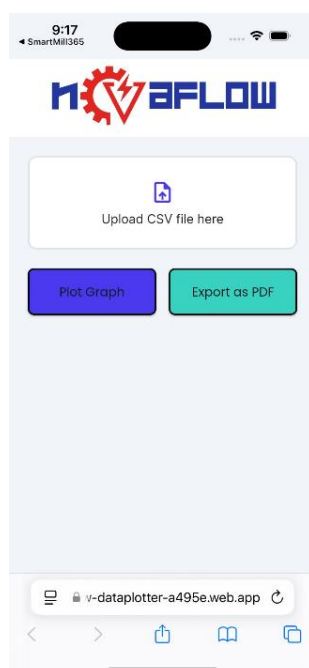 9:17
◀ SmartMill365
NOVAFLOW
Upload CSV file here
Plot Graph
Export as PDF
v-dataplotter-a495e.web.app